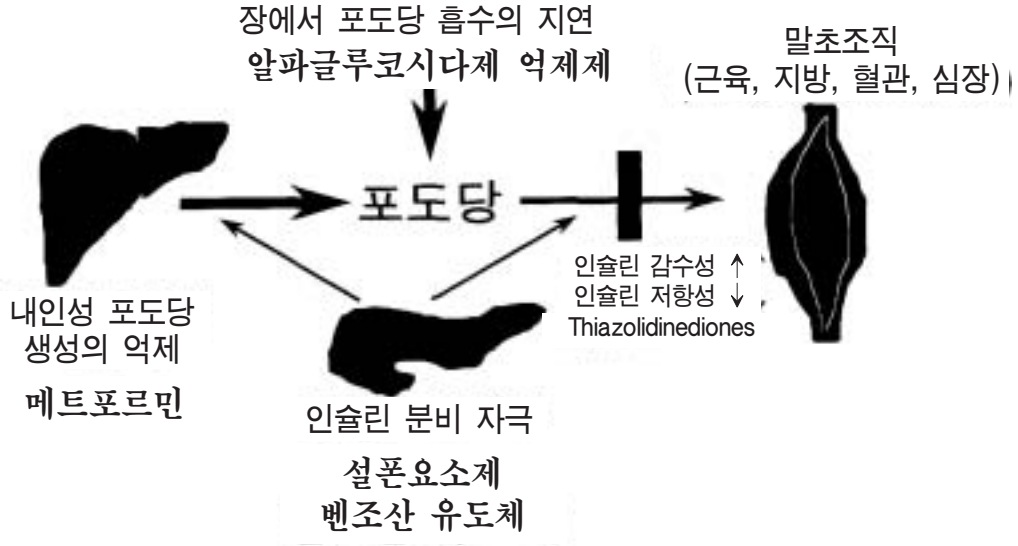 장에서 포도당 흡수의 지연
알파글루코시다제 억제제
말초조직
(근육, 지방, 혈관, 심장)
포도당
인슐린 감수성 ↑
인슐린 저항성 ↓
Thiazolidinediones
내인성 포도당
생성의 억제
메트포르민
인슐린 분비 자극
설폰요소제
벤조산 유도체